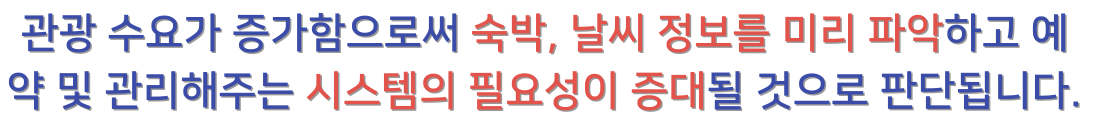 관광 수요가 증가함으로써 숙박, 날씨 정보를 미리 파악하고 예
약 및 관리해주는 시스템의 필요성이 증대될 것으로 판단됩니다.